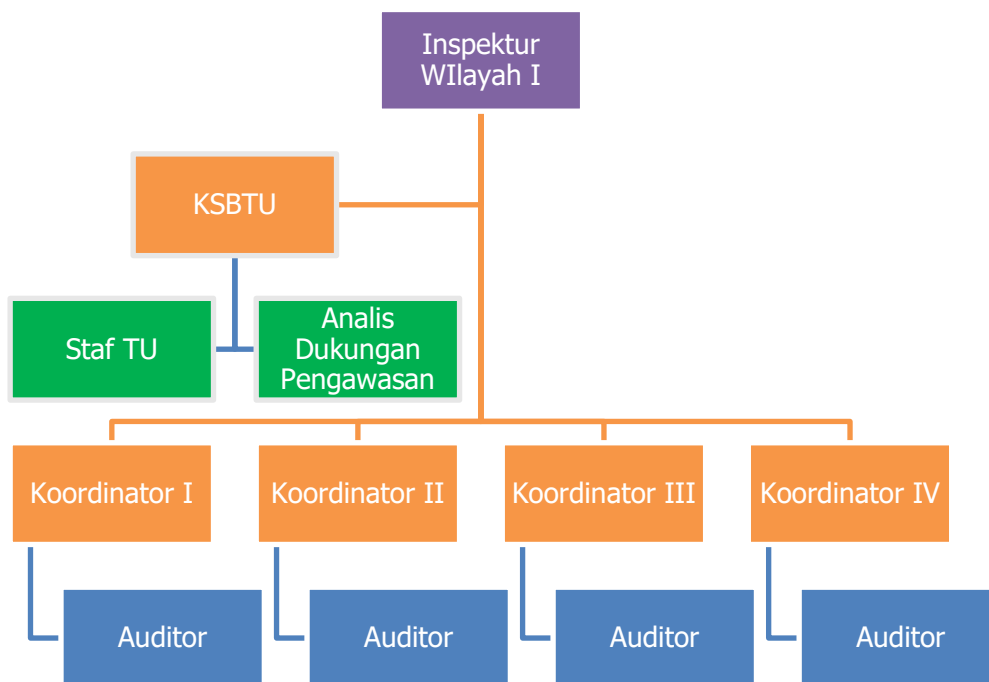 Inspektur
WIlayah I
KSBTU
Staf TU
Analis
Dukungan
Pengawasan
Koordinator I
Koordinator II
Koordinator III
Koordinator IV
Auditor
Auditor
Auditor
Auditor